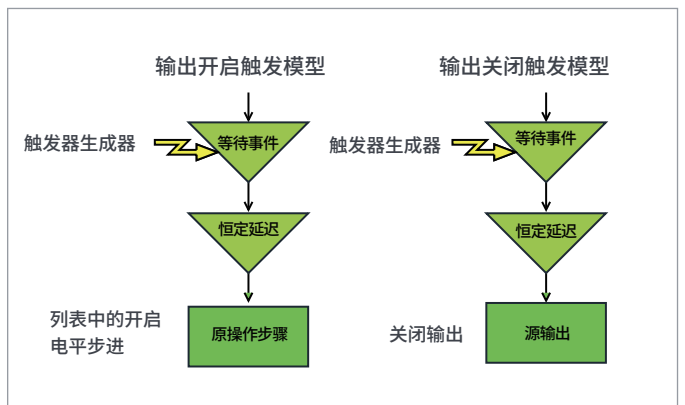 输出开启触发模型
输出关闭触发模型
触发器生成器
等待事件
触发器生成器
等待事件
恒定延迟
恒定延迟
列表中的开启
电平步进
原操作步骤
关闭输出
源输出